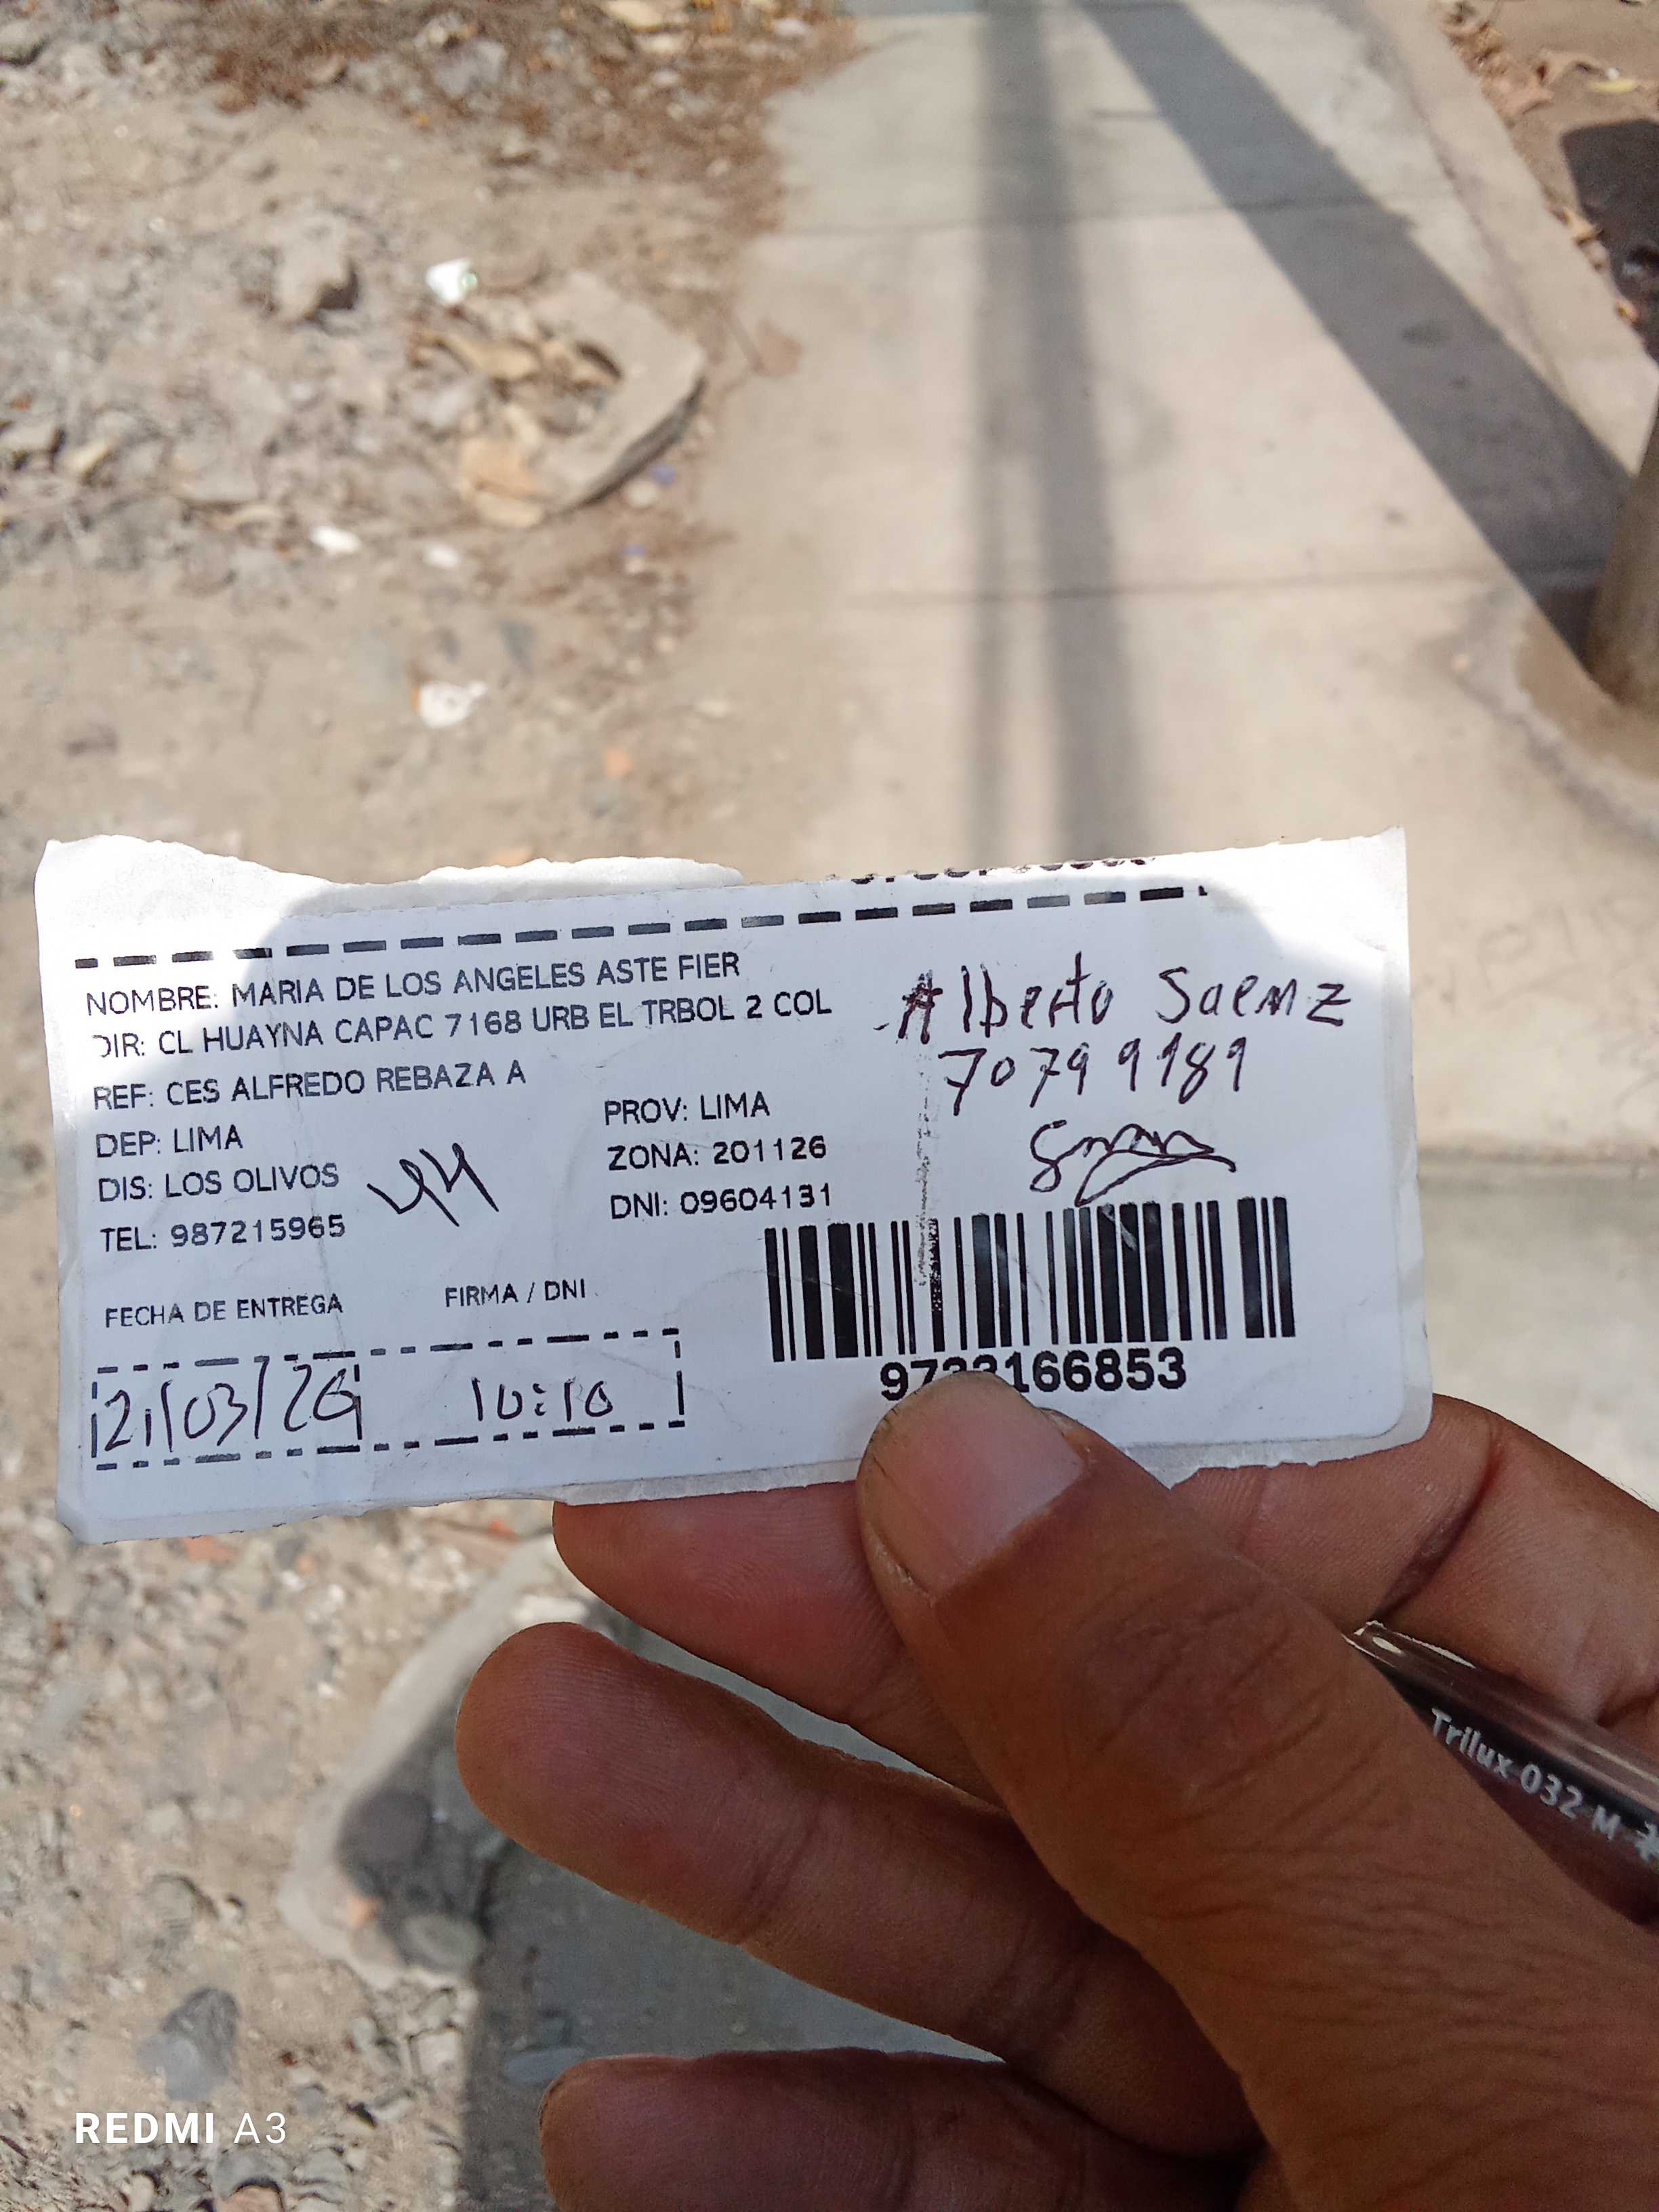 NOMBRE: MARIA DE LOS ANGELES ASTE FIER
DIR: CL HUAYNA CAPAC 7168 URB EL TRBOL 2 COL
REF: CES ALFREDO REBAZA A
DEP: LIMA
PROV: LIMA
DIS: LOS OLIVOS
ZONA: 201126
TEL: 987215965
DNI: 09604131
Alberto Saenz
70799189
FECHA DE ENTREGA
FIRMA / DNI
21/03/26
10:10
166853
Trilux 032-M
REDMI A3